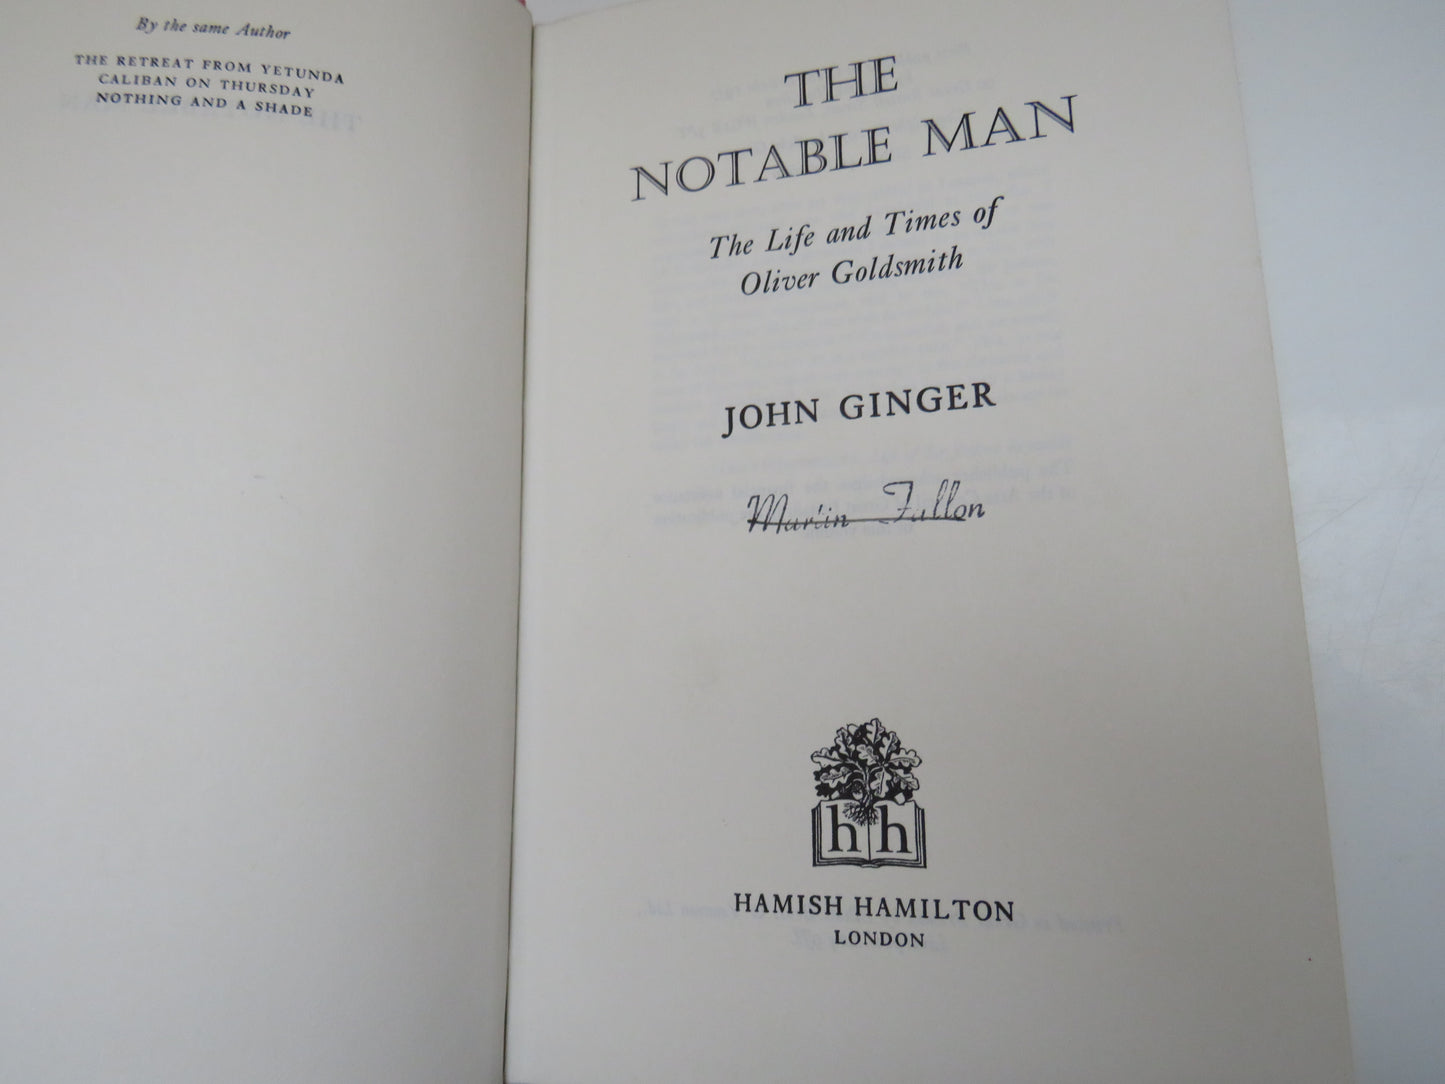 By the same Author
THE RETREAT FROM YETUNDA
CALIBAN ON THURSDAY
NOTHING AND A SHADE
THE
NOTABLE MAN
The Life and Times of
Oliver Goldsmith
JOHN GINGER
Martin Fallon
h h
HAMISH HAMILTON
LONDON